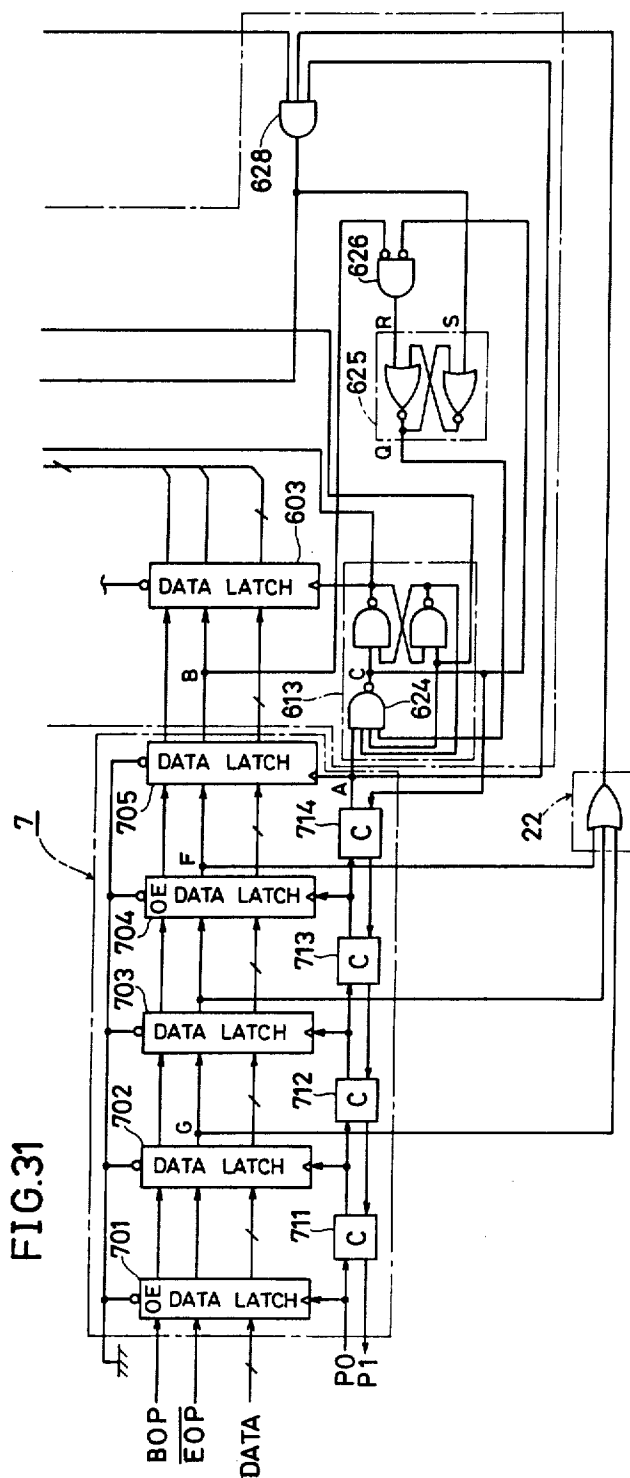 FIG.31
7
701
OE
DATA LATCH
702
DATA LATCH
703
DATA LATCH
704
OE
DATA LATCH
705
DATA LATCH
603
DATA LATCH
BOP
EOP
DATA
G
F
B
P0
P1
711
C
712
C
713
C
714
C
A
613
C
624
22
Q
625
R
S
626
628